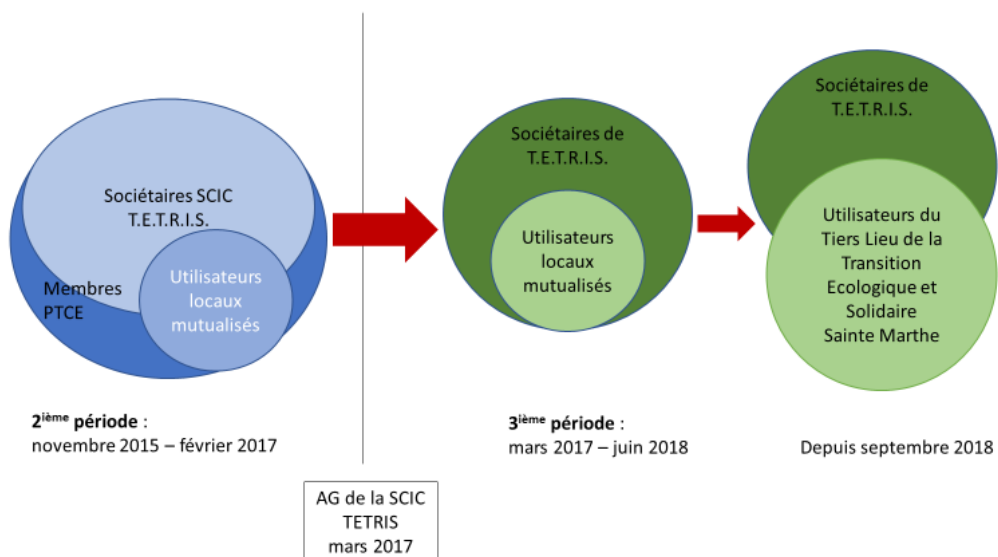 Sociétaires SCIC
T.E.T.R.I.S.
Membres
PTCE
Utilisateurs
locaux
mutualisés
2ième période :
novembre 2015 – février 2017
AG de la SCIC
TETRIS
mars 2017
Sociétaires de
T.E.T.R.I.S.
Utilisateurs
locaux
mutualisés
3ième période :
mars 2017 – juin 2018
Sociétaires de
T.E.T.R.I.S.
Utilisateurs du
Tiers Lieu de la
Transition
Ecologique et
Solidaire
Sainte Marthe
Depuis septembre 2018